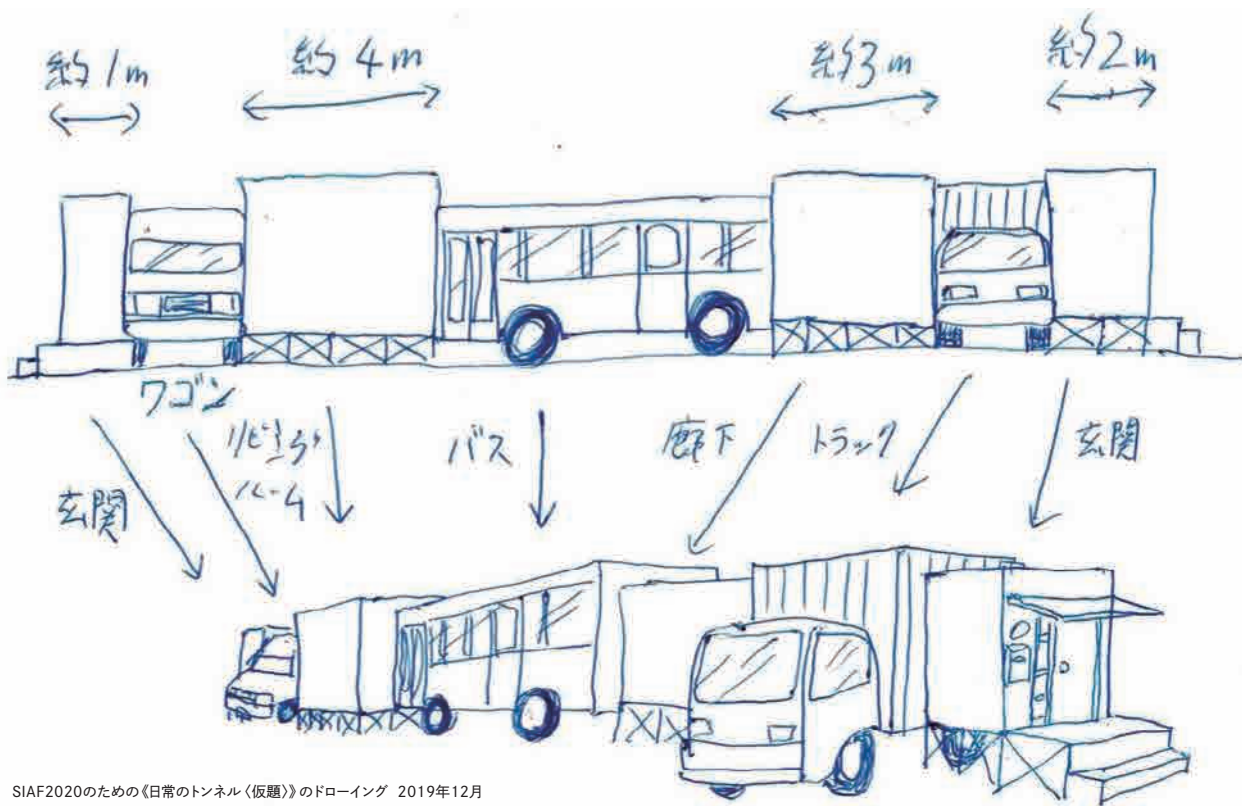 約1m
約4m
約3m
約2m
ワゴン
リビング
ルーム
バス
廊下
トラック
玄関
玄関
SIAF2020のための《日常のトンネル〈仮題〉》のドローイング 2019年12月